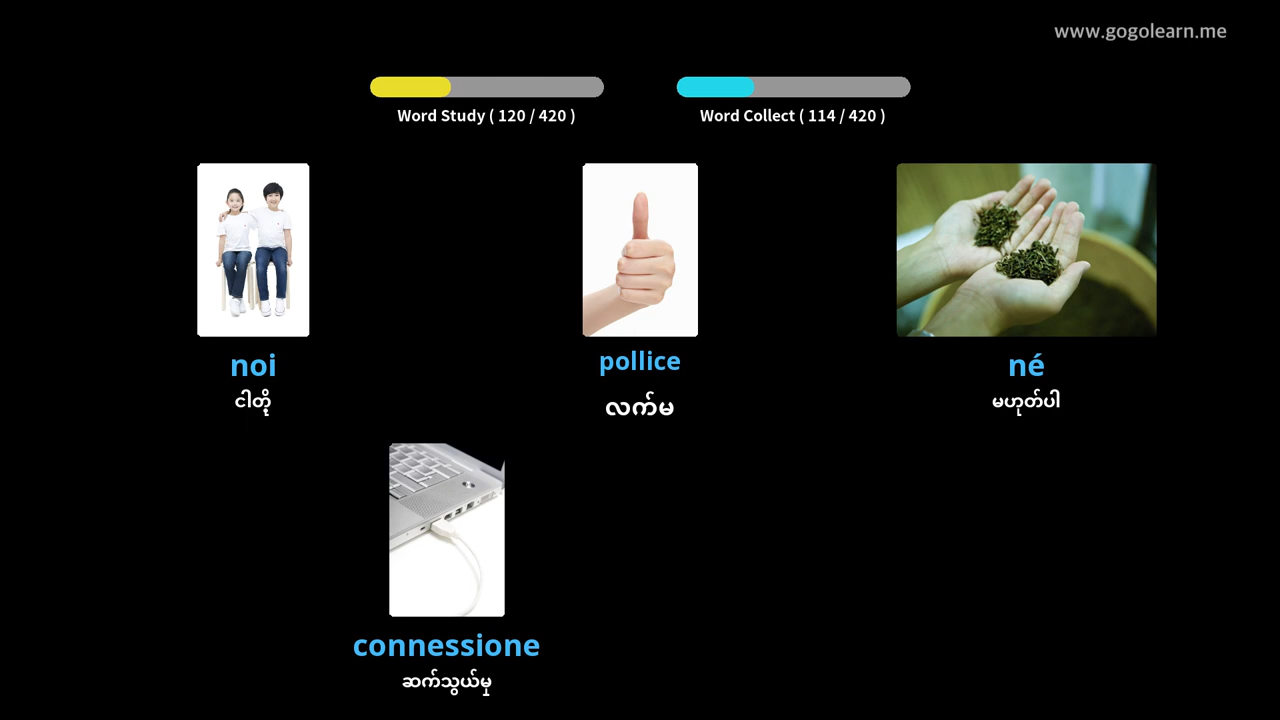 www.gogolearn.me
Word Study ( 120 / 420 )
Word Collect ( 114 / 420 )
noi
ငါတို့
pollice
လက်မ
né
မဟုတ်ပါ
connessione
ဆက်သွယ်မှု